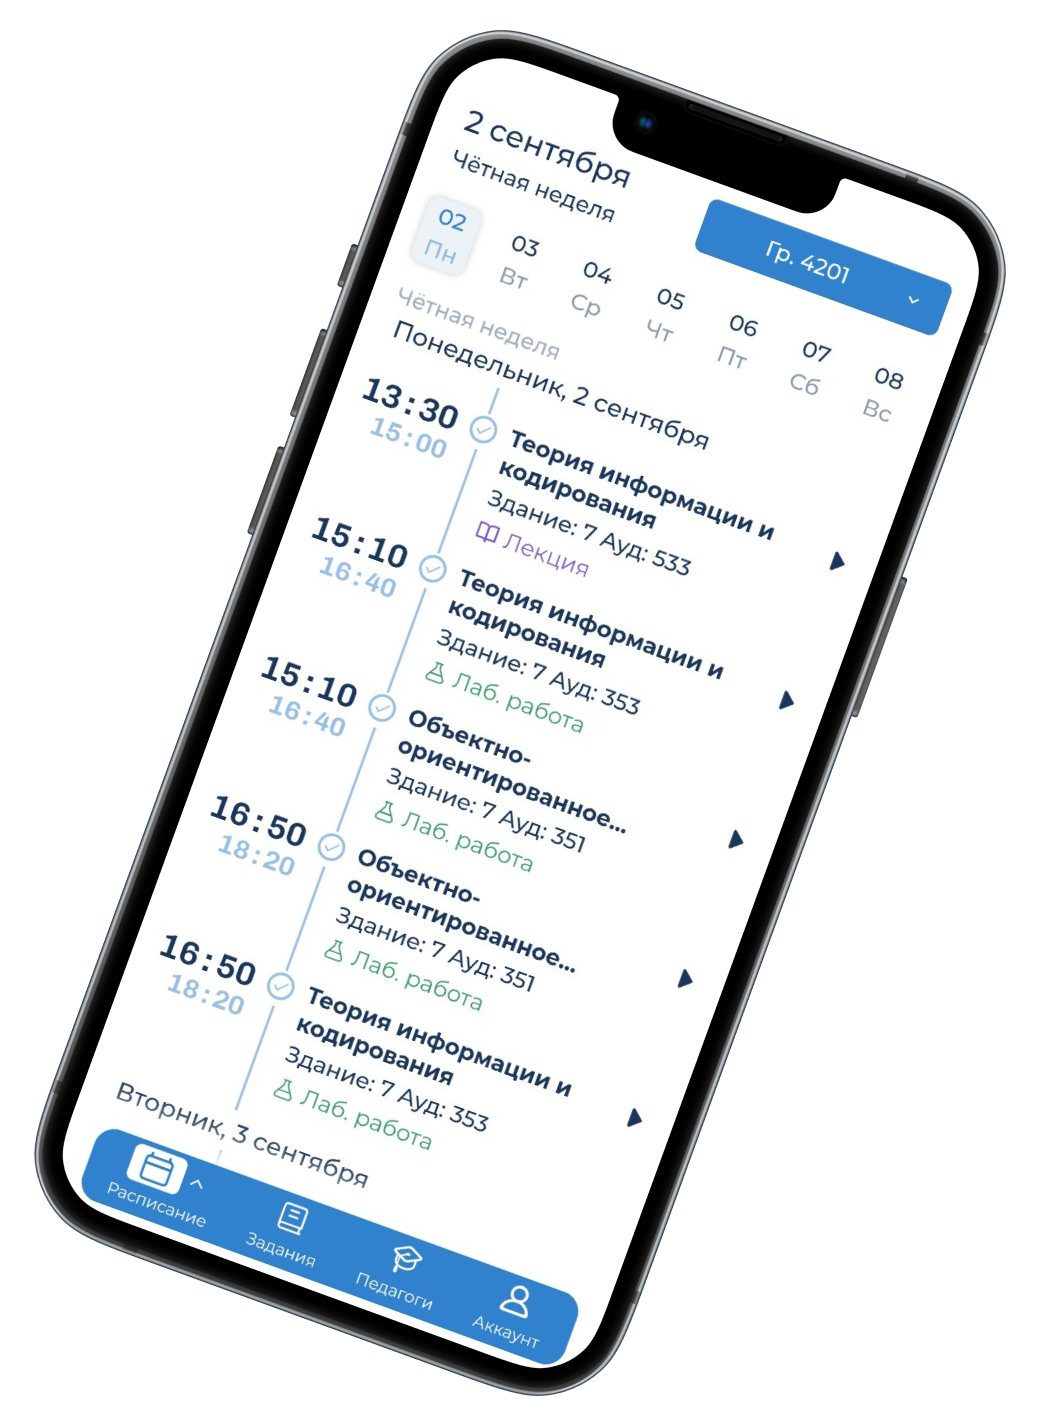 2 сентября
Чётная неделя
Гр. 4201
02 03 04 05 06 07 08
Пн Вт Ср Чт Пт Сб Вс
Чётная неделя
Понедельник, 2 сентября
13:30
15:00
Теория информации и
кодирования
Здание: 7 Ауд: 533
Лекция
15:10
16:40
Теория информации и
кодирования
Здание: 7 Ауд: 353
Лаб. работа
15:10
16:40
Объектно-
ориентированное...
Здание: 7 Ауд: 351
Лаб. работа
16:50
18:20
Объектно-
ориентированное...
Здание: 7 Ауд: 351
Лаб. работа
16:50
18:20
Теория информации и
кодирования
Здание: 7 Ауд: 353
Лаб. работа
Вторник, 3 сентября
Расписание
Задания
Педагоги
Аккаунт